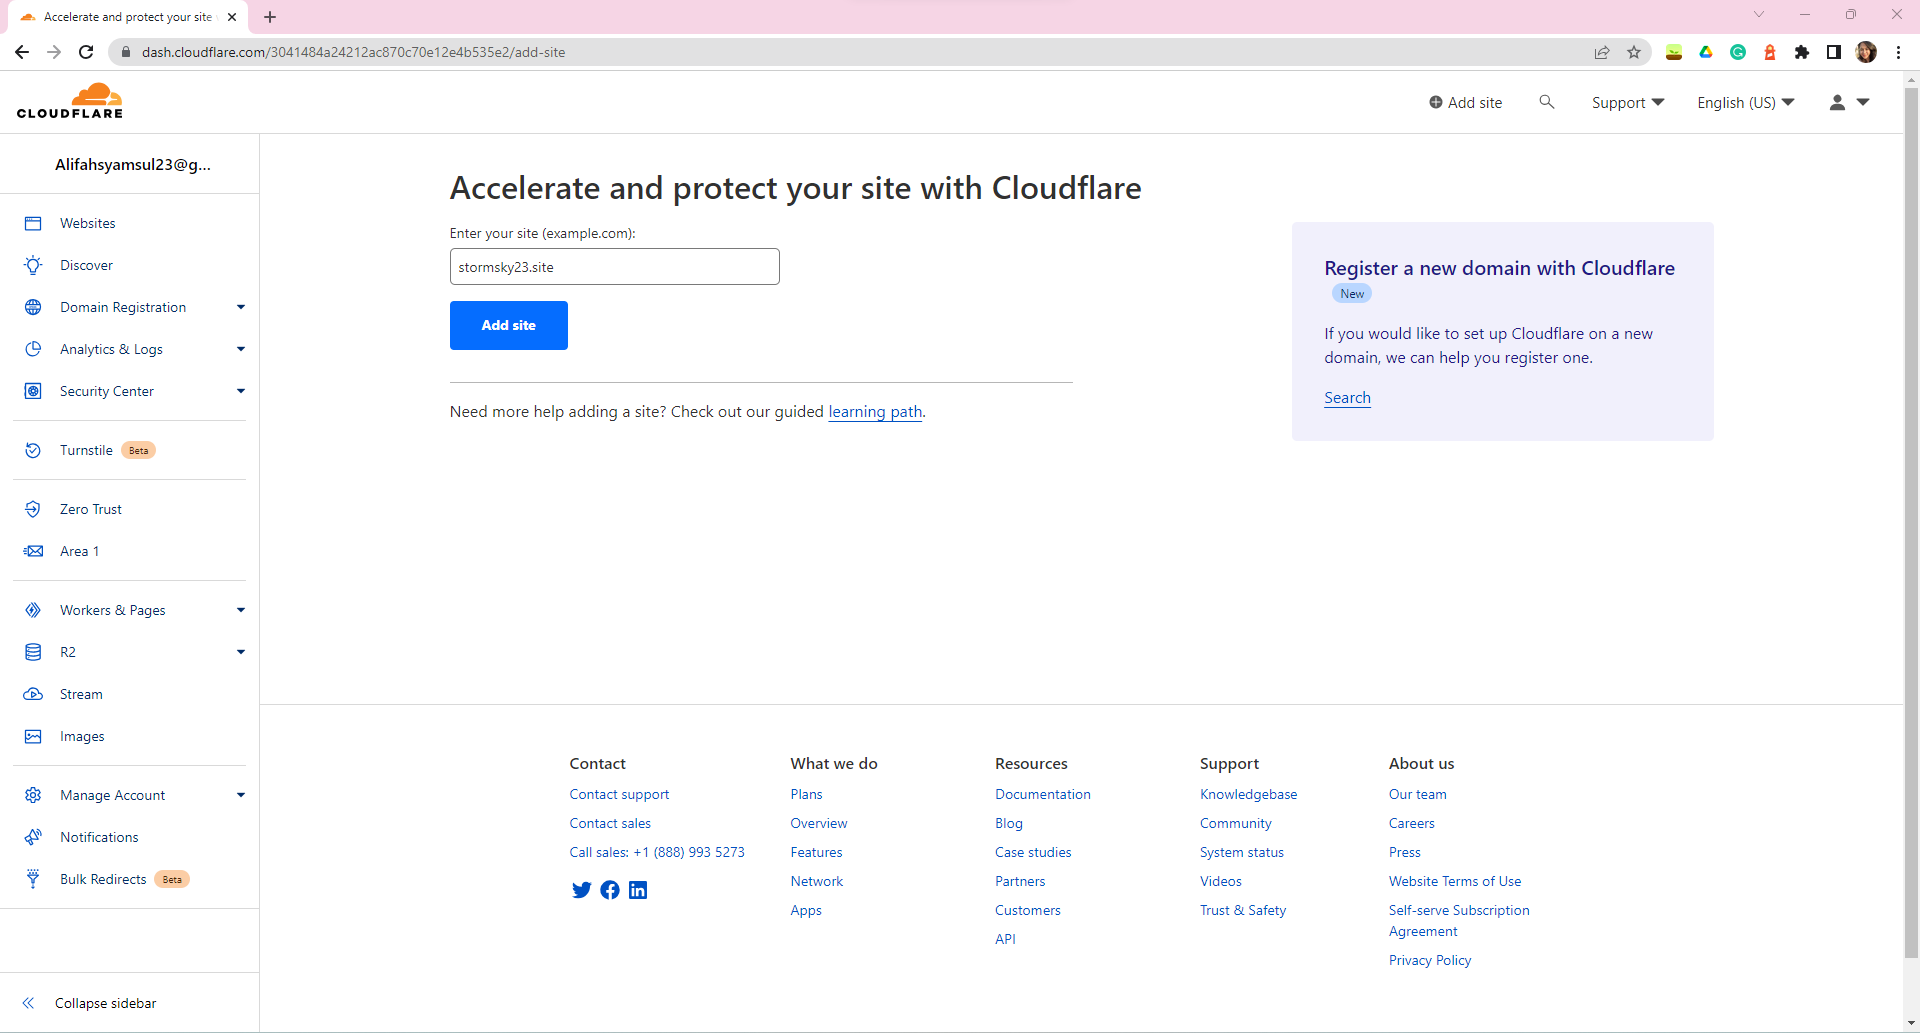 Accelerate and protect your site
dash.cloudflare.com/3041484a24212ac870c70e12e4b535e2/add-site
CLOUDFLARE
Add site
Support
English (US)
Alifahsyamsul23@g...
Websites
Discover
Domain Registration
Analytics & Logs
Security Center
Turnstile Beta
Zero Trust
Area 1
Workers & Pages
R2
Stream
Images
Manage Account
Notifications
Bulk Redirects Beta
Collapse sidebar
Accelerate and protect your site with Cloudflare
Enter your site (example.com):
stormsky23.site
Add site
Need more help adding a site? Check out our guided learning path.
Register a new domain with Cloudflare
New
If you would like to set up Cloudflare on a new
domain, we can help you register one.
Search
Contact
Contact support
Contact sales
Call sales: +1 (888) 993 5273
What we do
Plans
Overview
Features
Network
Apps
Resources
Documentation
Blog
Case studies
Partners
Customers
API
Support
Knowledgebase
Community
System status
Videos
Trust & Safety
About us
Our team
Careers
Press
Website Terms of Use
Self-serve Subscription
Agreement
Privacy Policy